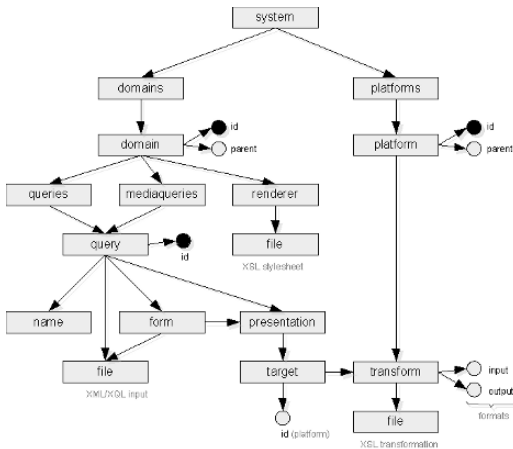 system
domains platforms
id id
domain platform
parent parent
queries mediaqueries renderer
query file
id XSL stylesheet
name form presentation
file target transform input
XML/XQL input output
formats
id (platform) file
XSL transformation